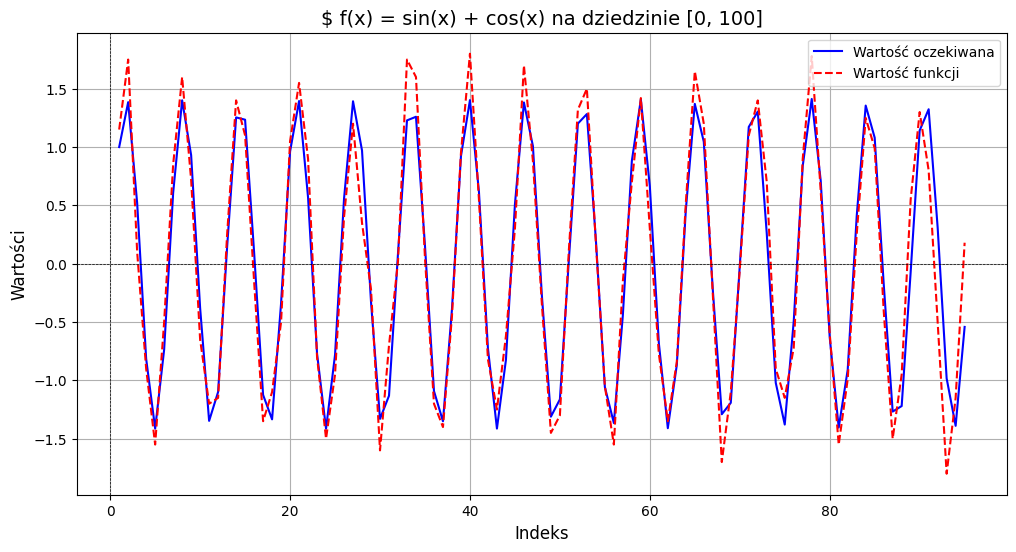 $ f(x) = sin(x) + cos(x) na dziedzinie [0, 100]
Wartość oczekiwana
Wartość funkcji
Wartości
1.5
1.0
0.5
0.0
−0.5
−1.0
−1.5
0 20 40 60 80
Indeks